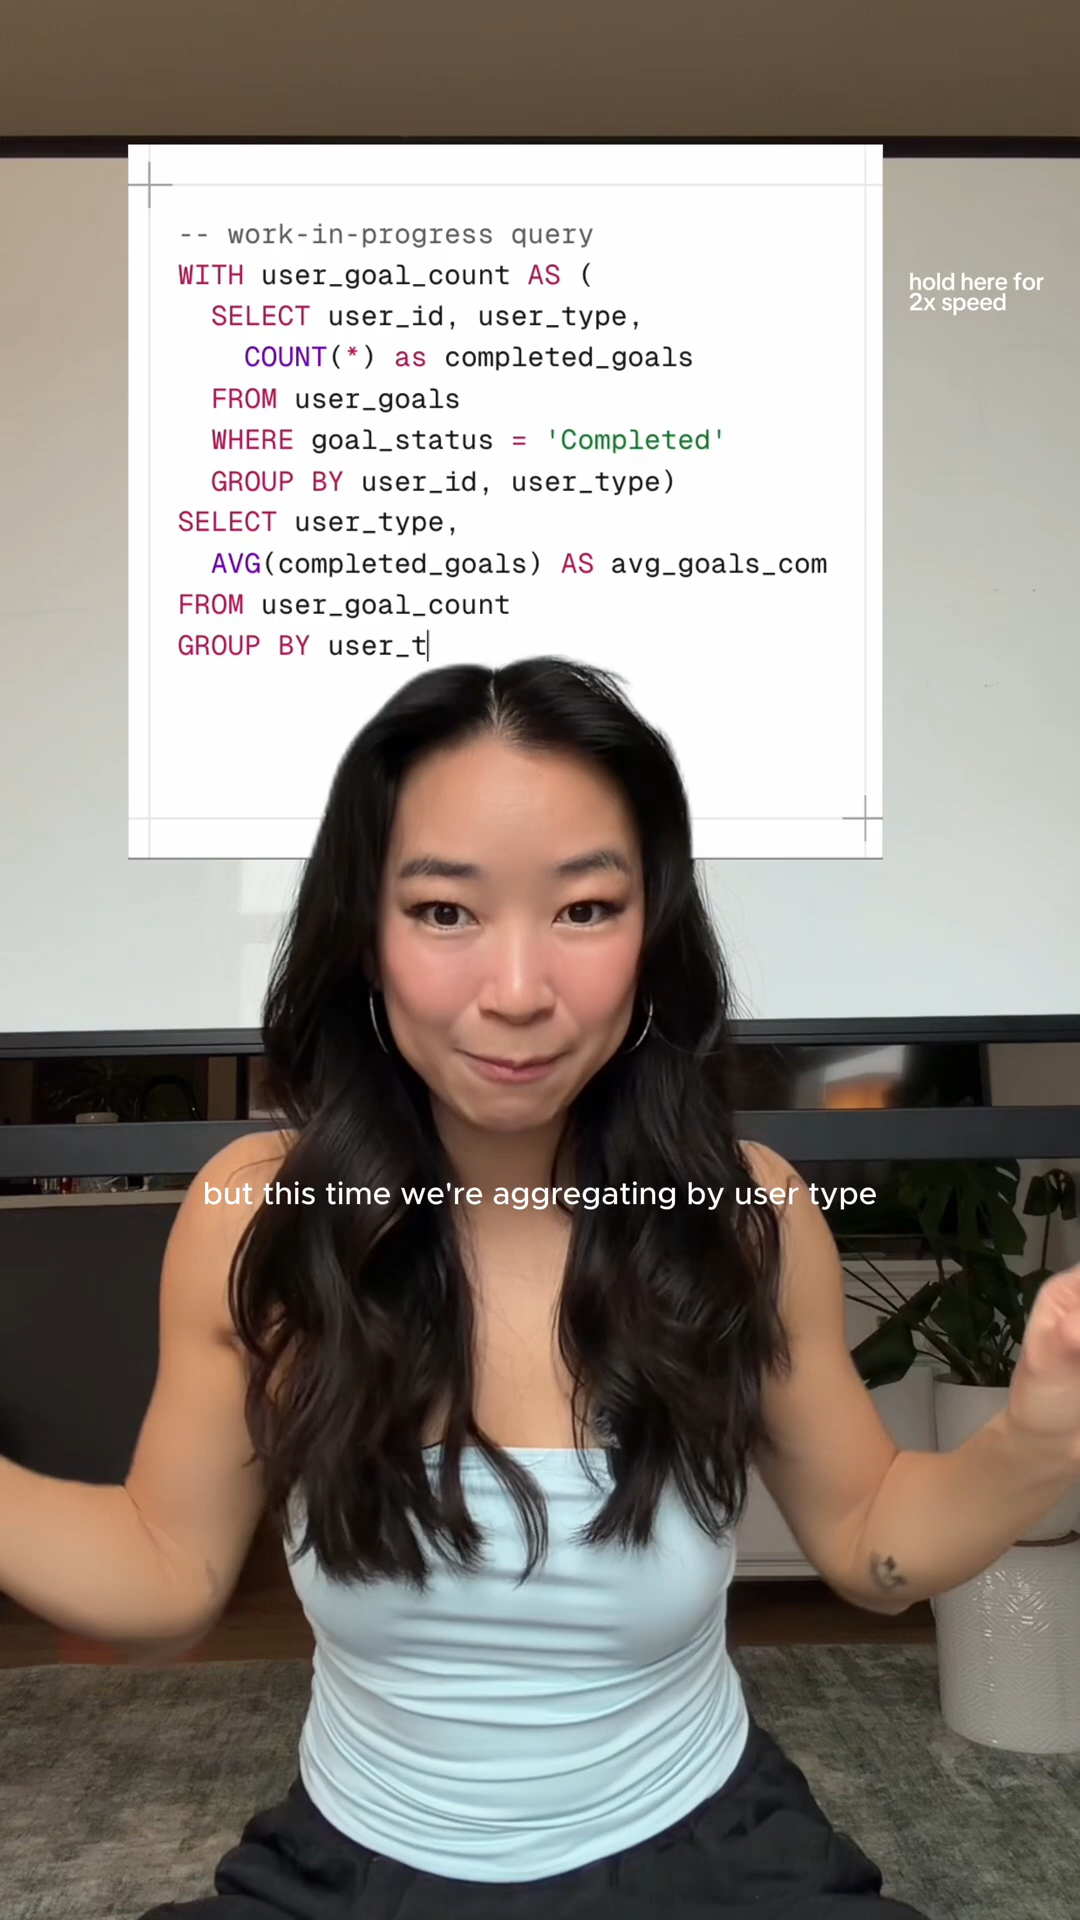 -- work-in-progress query
WITH user_goal_count AS (
SELECT user_id, user_type,
COUNT(*) as completed_goals
FROM user_goals
WHERE goal_status = 'Completed'
GROUP BY user_id, user_type)
SELECT user_type,
AVG(completed_goals) AS avg_goals_com
FROM user_goal_count
GROUP BY user_t
hold here for
2x speed
but this time we're aggregating by user type